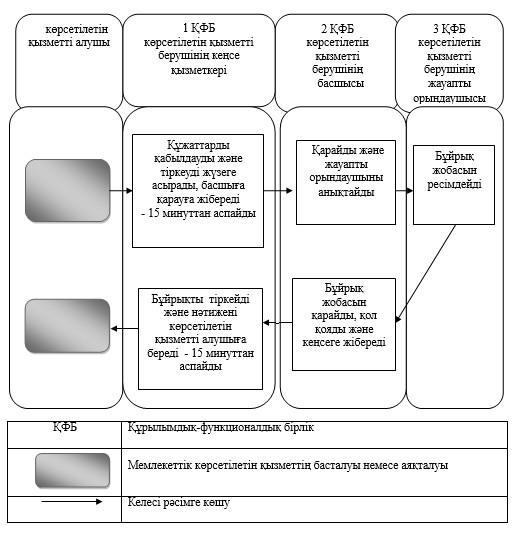 көрсетілетін
қызметті алушы
1 ҚФБ
көрсетілетін қызметті
берушінің кеңсе
қызметкері
2 ҚФБ
көрсетілетін
қызметті
берушінің
басшысы
3 ҚФБ
көрсетілетін
қызметті
берушінің
жауапты
орындаушысы
Құжаттарды
қабылдауды және
тіркеуді жүзеге
асырады, басшыға
қарауға жібереді
- 15 минуттан аспайды
Қарайды және
жауапты
орындаушыны
анықтайды
Бұйрық
жобасын
ресімдейді
Бұйрықты тіркейді
және нәтижені
көрсетілетін
қызметті алушыға
береді - 15 минуттан
аспайды
Бұйрық
жобасын
қарайды, қол
қояды және
кеңсеге жібереді
ҚФБ
Құрылымдық-функционалдық бірлік
Мемлекеттік көрсетілетін қызметтің басталуы немесе аяқталуы
Келесі рәсімге көшу